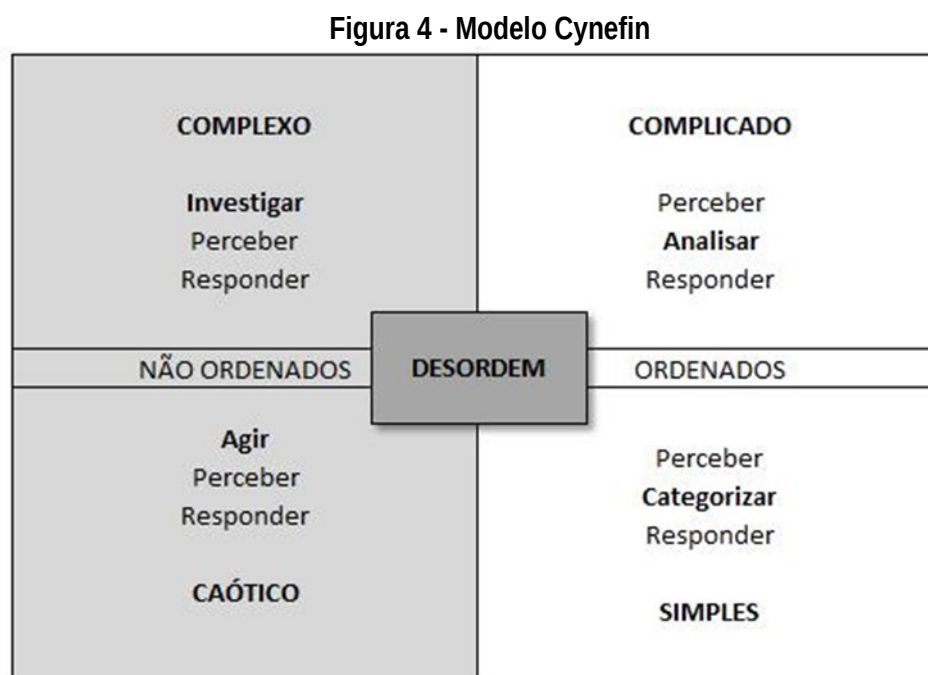 Figura 4 - Modelo Cynefin
COMPLEXO
Investigar
Perceber
Responder
COMPLICADO
Perceber
Analisar
Responder
NÃO ORDENADOS
DESORDEM
ORDENADOS
Agir
Perceber
Responder
CAÓTICO
Perceber
Categorizar
Responder
SIMPLES